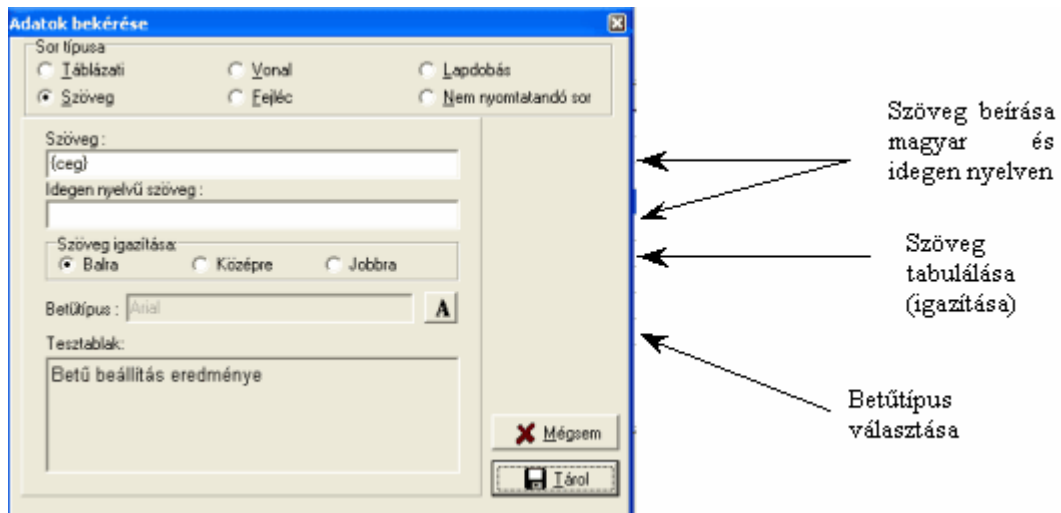 Adatok bekérése
Sor típusa
Táblázati
Vonal
Lapdobás
Szöveg
Fejléc
Nem nyomtatandó sor
Szöveg :
{ceg}
Idegen nyelvű szöveg :
Szöveg igazítása:
Balra
Középre
Jobbra
Betűtípus :
Arial
A
Tesztablak:
Betű beállítás eredménye
Mégsem
Tárol
Szöveg beírása
magyar és
idegen nyelven
Szöveg
tabulálása
(igazítása)
Betűtípus
választása